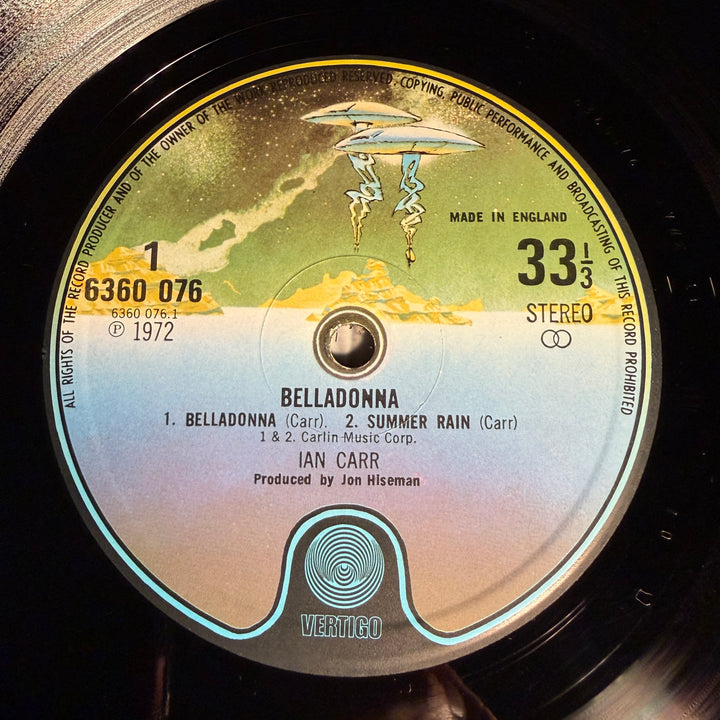 ALL RIGHTS OF THE RECORD PRODUCER AND OF THE OWNER OF THE WORK REPRODUCED RESERVED. COPYING, PUBLIC PERFORMANCE AND BROADCASTING OF THIS RECORD PROHIBITED
MADE IN ENGLAND
1
6360 076
6360 076.1
Ⓟ 1972
33 1/3
STEREO
BELLADONNA
1. BELLADONNA (Carr). 2. SUMMER RAIN (Carr)
1 & 2. Carlin Music Corp.
IAN CARR
Produced by Jon Hiseman
VERTIGO